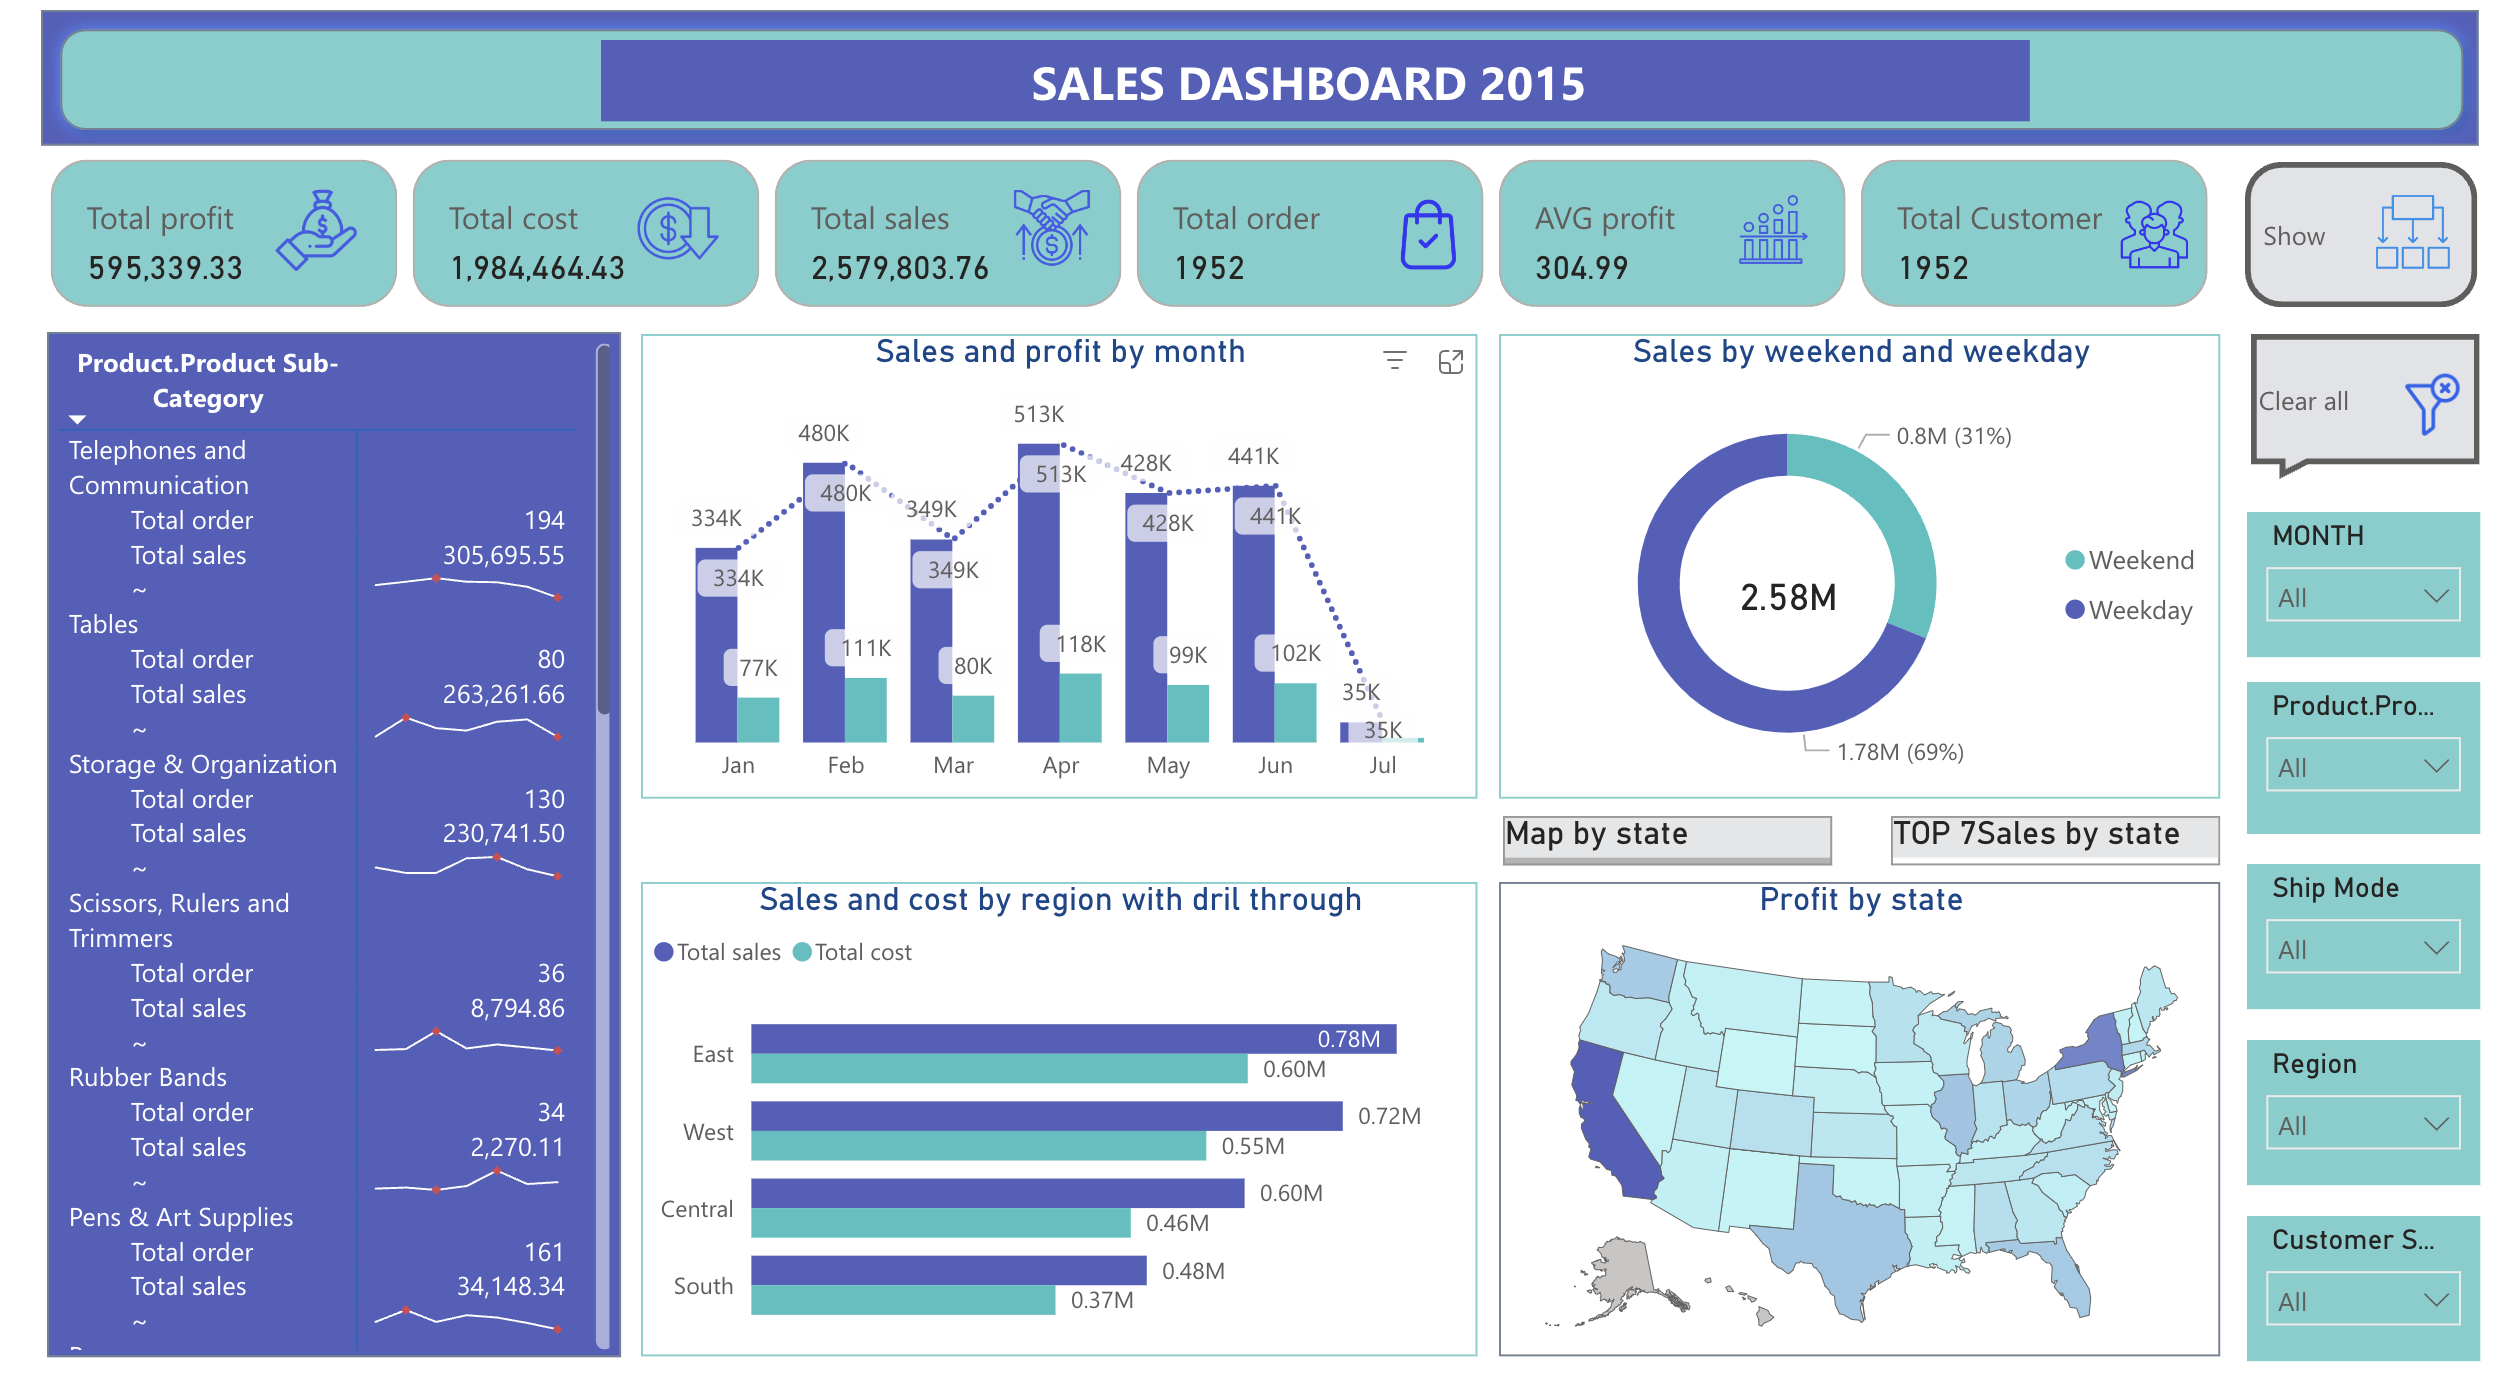 SALES DASHBOARD 2015
Total profit
595,339.33
Total cost
1,984,464.43
Total sales
2,579,803.76
Total order
1952
AVG profit
304.99
Total Customer
1952
Show
Product.Product Sub-
Category
Telephones and
Communication
Total order 194
Total sales 305,695.55
~
Tables
Total order 80
Total sales 263,261.66
~
Storage & Organization
Total order 130
Total sales 230,741.50
~
Scissors, Rulers and
Trimmers
Total order 36
Total sales 8,794.86
~
Rubber Bands
Total order 34
Total sales 2,270.11
~
Pens & Art Supplies
Total order 161
Total sales 34,148.34
~
Sales and profit by month
513K
480K
441K
428K
349K
334K
513K
480K
428K
441K
349K
334K
77K
111K
80K
118K
99K
102K
35K
35K
Jan Feb Mar Apr May Jun Jul
Sales by weekend and weekday
0.8M (31%)
2.58M
Weekend
Weekday
1.78M (69%)
Map by state
TOP 7Sales by state
Sales and cost by region with dril through
Total sales Total cost
East 0.78M
0.60M
West 0.72M
0.55M
Central 0.60M
0.46M
South 0.48M
0.37M
Profit by state
Clear all
MONTH
All
Product.Pro...
All
Ship Mode
All
Region
All
Customer S...
All